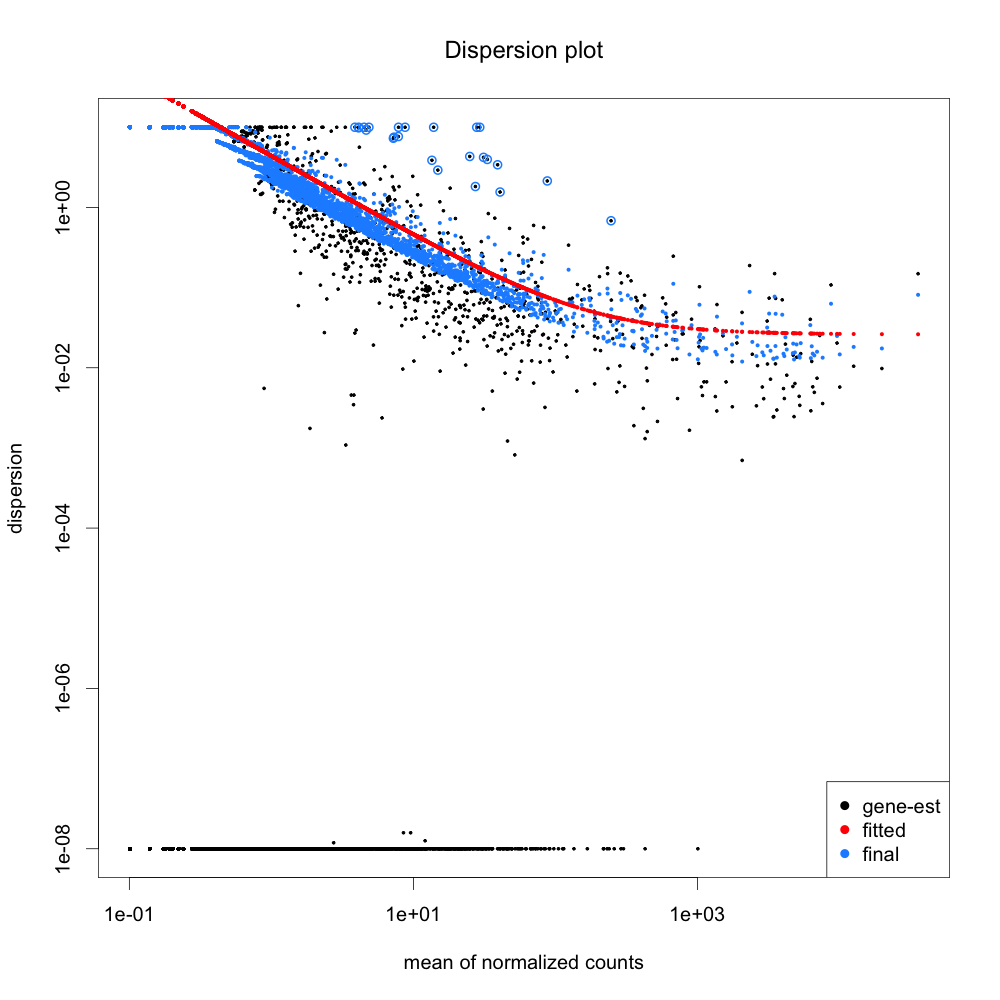 Dispersion plot
dispersion
1e+00
1e-02
1e-04
1e-06
1e-08
gene-est
fitted
final
1e-01
1e+01
1e+03
mean of normalized counts